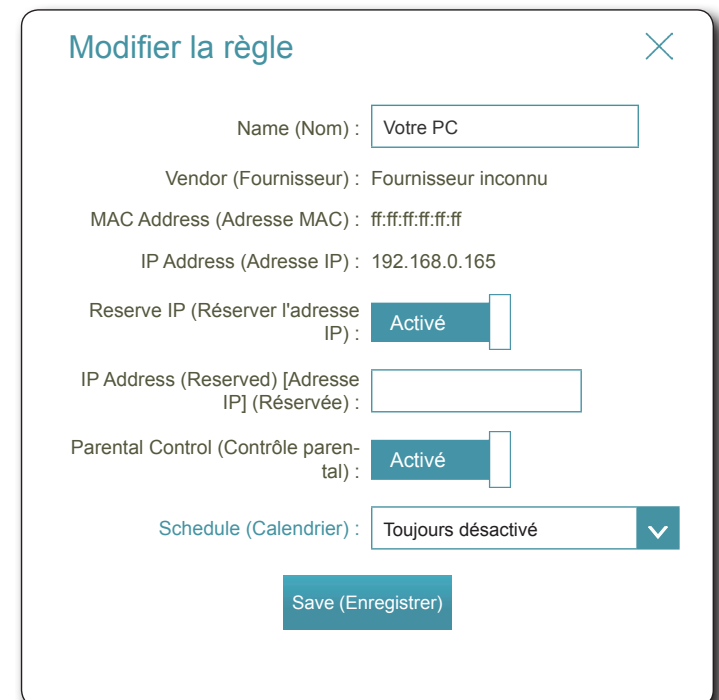 Modifier la règle
Name (Nom) : Votre PC
Vendor (Fournisseur) : Fournisseur inconnu
MAC Address (Adresse MAC) : ff:ff:ff:ff:ff:ff
IP Address (Adresse IP) : 192.168.0.165
Reserve IP (Réserver l'adresse
IP) :
Activé
IP Address (Reserved) [Adresse
IP] (Réservée) :
Parental Control (Contrôle paren-
tal) :
Activé
Schedule (Calendrier) : Toujours désactivé
Save (Enregistrer)